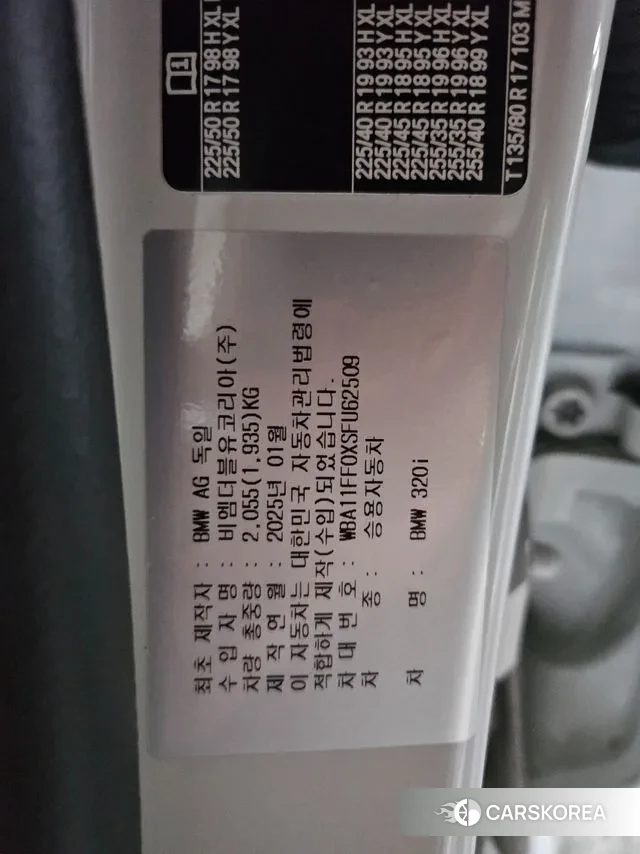 225/50 R 17 98 H XL
225/50 R 17 98 Y XL
225/40 R 19 93 H XL
225/40 R 19 93 Y XL
225/45 R 18 95 H XL
225/45 R 18 95 Y XL
255/35 R 19 96 H XL
255/35 R 19 96 Y XL
255/40 R 18 99 Y XL
T 135/80 R 17 103 M
최초 제작자 : BMW AG 독일
수 입 자 명 : 비엠더블유코리아(주)
차량 총중량 : 2,055(1,935)KG
제 작 연 월 : 2025년 01월
이 자동차는 대한민국 자동차관리법령에
적합하게 제작(수입)되었습니다.
차 대 번 호 : WBA11FF0XSFU62509
차 종 : 승용자동차
차 명 : BMW 320i
CARSKOREA